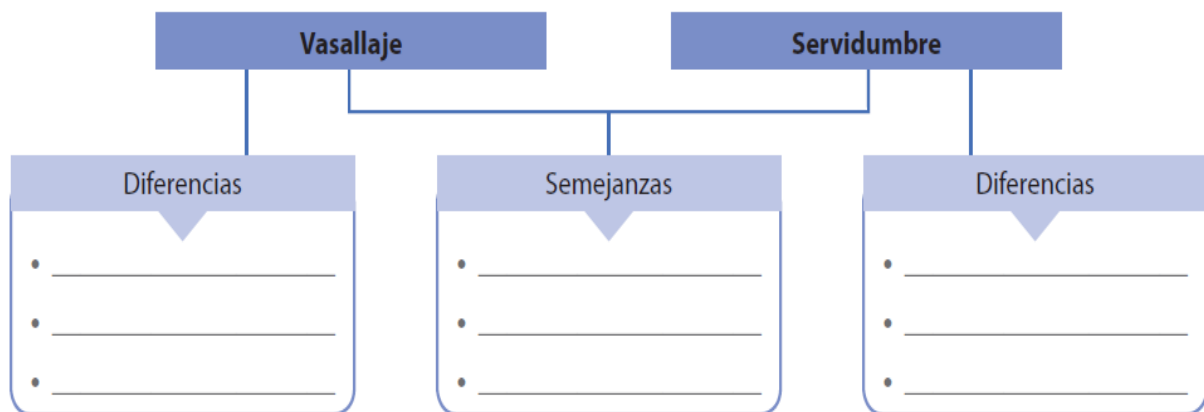 Vasallaje
Servidumbre
Diferencias
Semejanzas
Diferencias
•
•
•
•
•
•
•
•
•